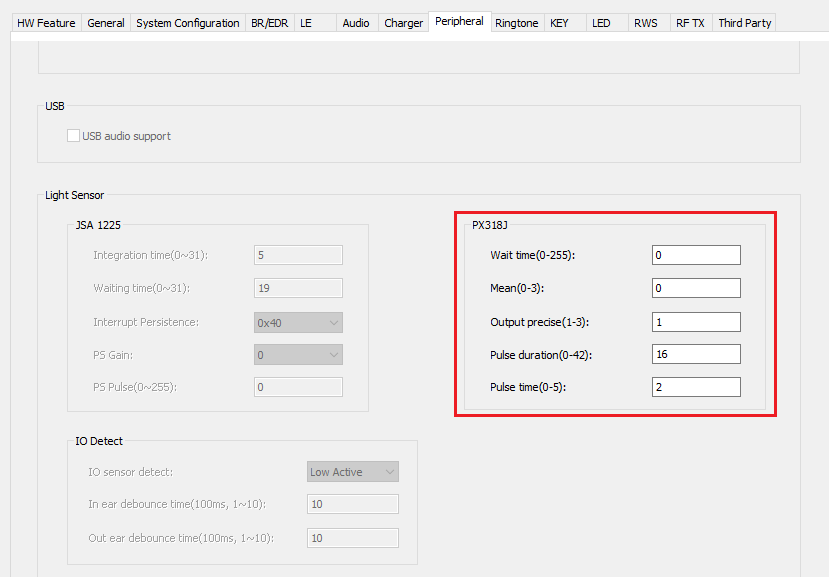 HW Feature General System Configuration BR/EDR LE Audio Charger Peripheral Ringtone KEY LED RWS RF TX Third Party
USB
USB audio support
Light Sensor
JSA 1225
Integration time(0~31): 5
Waiting time(0~31): 19
Interrupt Persistence: 0x40
PS Gain: 0
PS Pulse(0~255): 0
PX318J
Wait time(0-255): 0
Mean(0-3): 0
Output precise(1-3): 1
Pulse duration(0-42): 16
Pulse time(0-5): 2
IO Detect
IO sensor detect: Low Active
In ear debounce time(100ms, 1~10): 10
Out ear debounce time(100ms, 1~10): 10